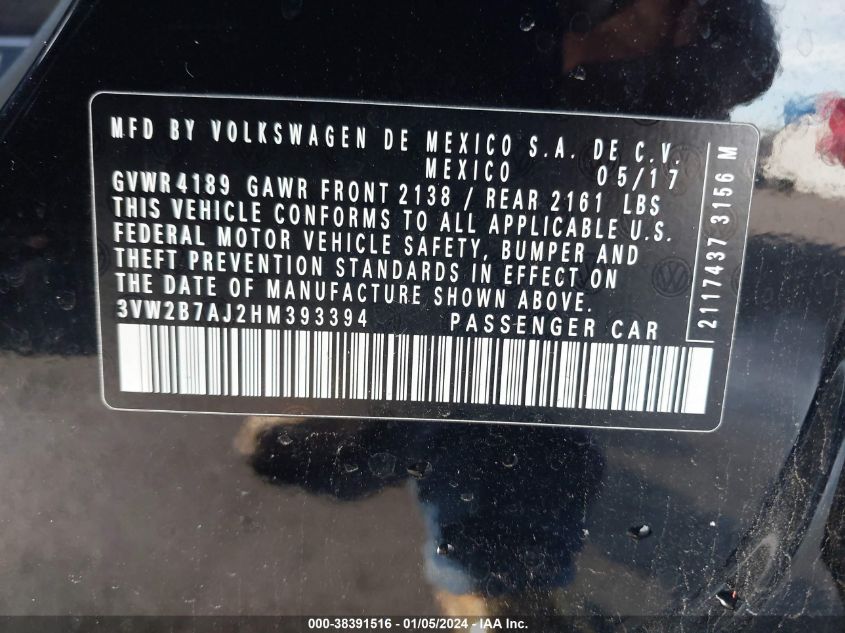 MFD BY VOLKSWAGEN DE MEXICO S.A. DE C.V.
MEXICO 05/17
GVWR 4189 GAWR FRONT 2138 / REAR 2161 LBS
THIS VEHICLE CONFORMS TO ALL APPLICABLE U.S.
FEDERAL MOTOR VEHICLE SAFETY, BUMPER AND
THEFT PREVENTION STANDARDS IN EFFECT ON
THE DATE OF MANUFACTURE SHOWN ABOVE.
3VW2B7AJ2HM393394 PASSENGER CAR
2117437 3156 M
000-38391516 - 01/05/2024 - IAA Inc.